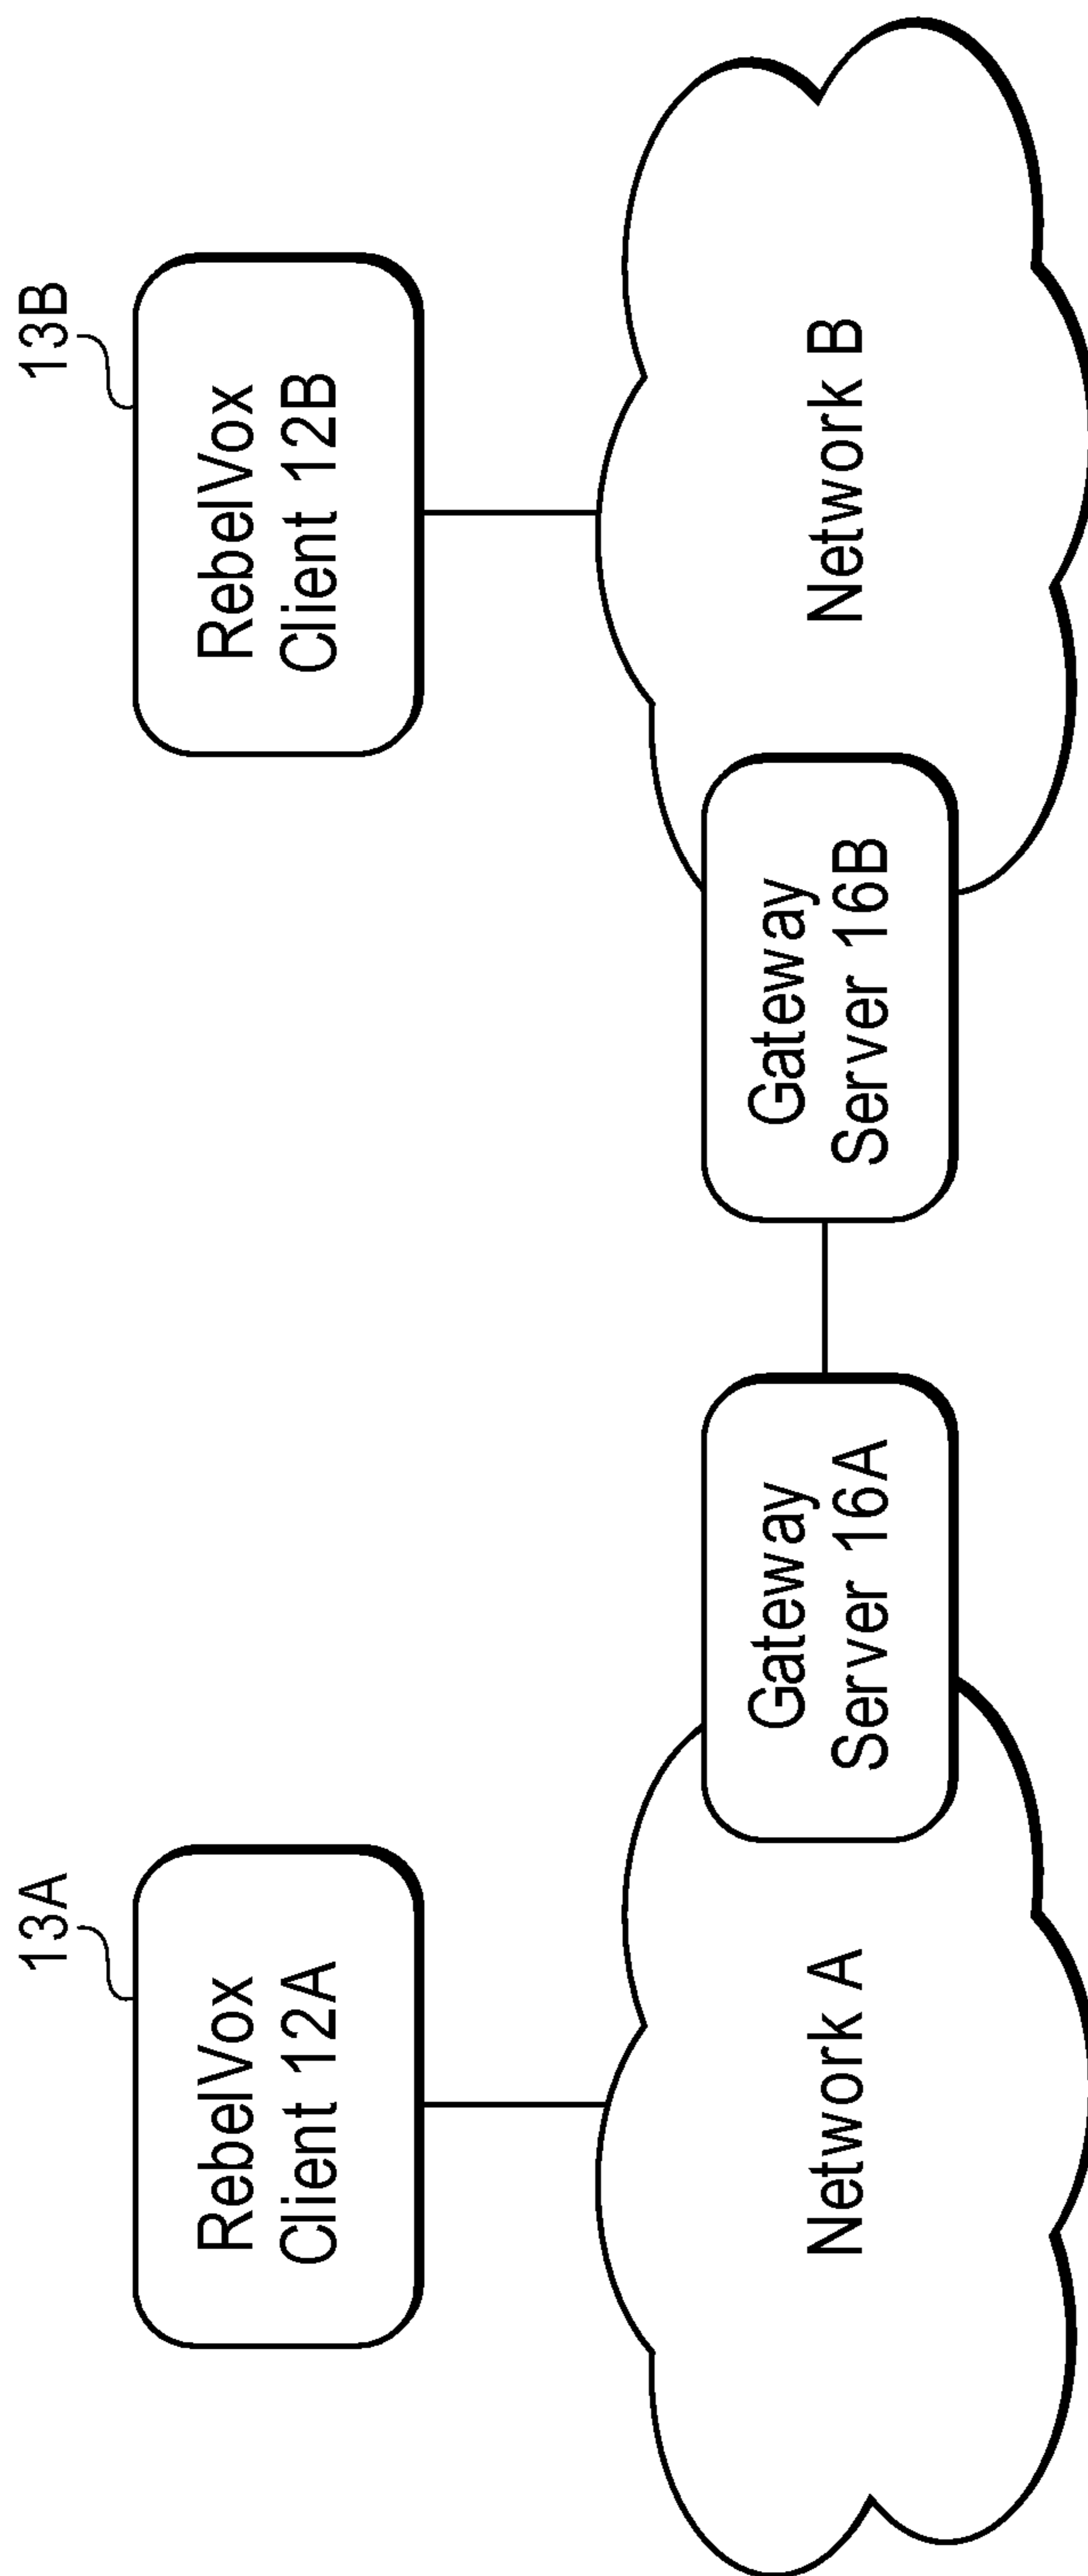 13A
13B
RebelVox
Client 12A
RebelVox
Client 12B
Gateway
Server 16A
Gateway
Server 16B
Network A
Network B